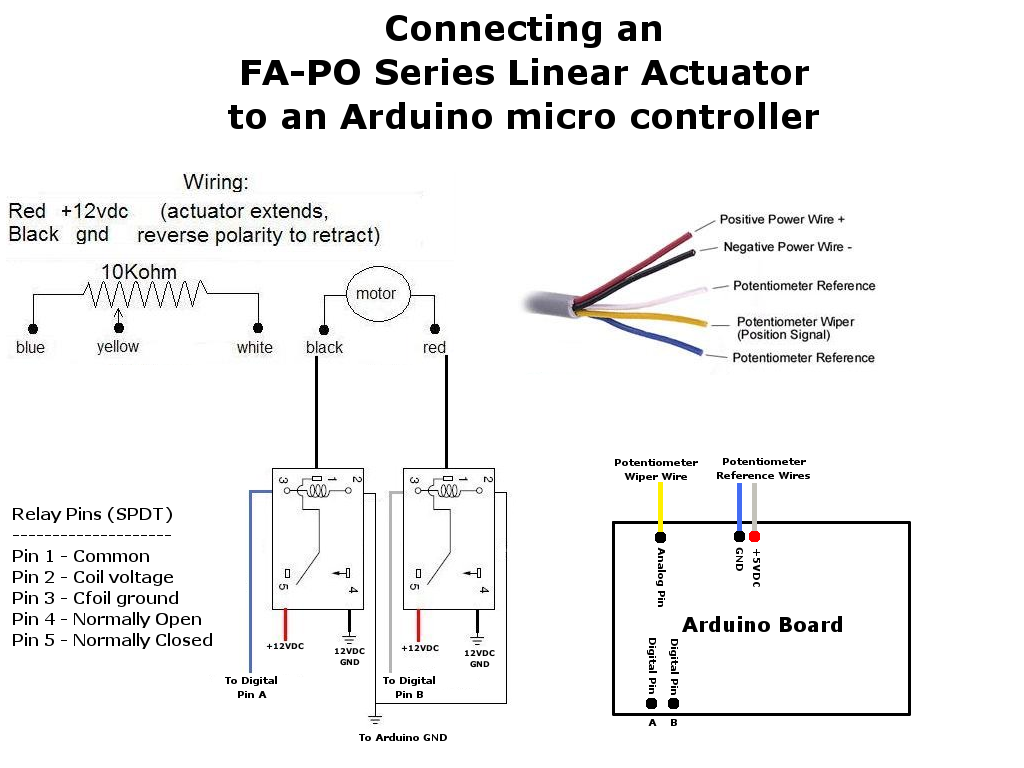 Connecting an
FA-PO Series Linear Actuator
to an Arduino micro controller
Wiring:
Red +12vdc (actuator extends,
Black gnd reverse polarity to retract)
10Kohm
motor
blue
yellow
white
black
red
Positive Power Wire +
Negative Power Wire -
Potentiometer Reference
Potentiometer Wiper
(Position Signal)
Potentiometer Reference
Relay Pins (SPDT)
--------------------
Pin 1 - Common
Pin 2 - Coil voltage
Pin 3 - Cfoil ground
Pin 4 - Normally Open
Pin 5 - Normally Closed
3
1
2
5
4
3
1
2
5
4
+12VDC
12VDC
GND
+12VDC
12VDC
GND
To Digital
Pin A
To Digital
Pin B
To Arduino GND
Potentiometer
Wiper Wire
Potentiometer
Reference Wires
Analog Pin
GND
+5VDC
Arduino Board
Digital Pin
Digital Pin
A
B